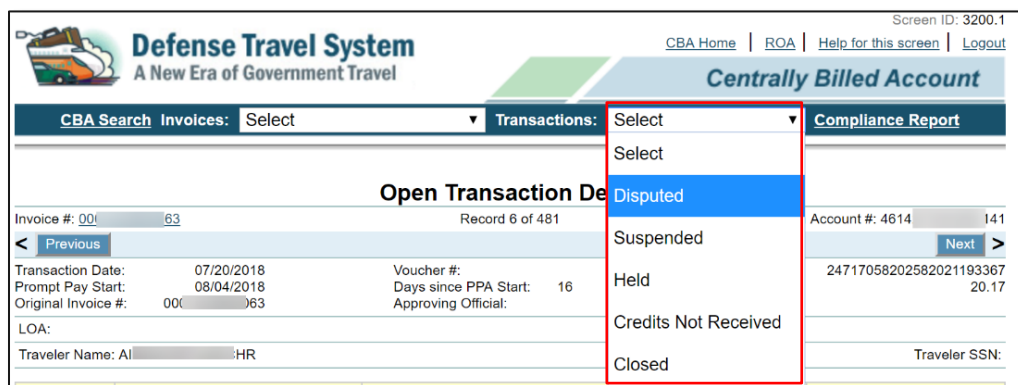 Screen ID: 3200.1
Defense Travel System
A New Era of Government Travel
CBA Home | ROA | Help for this screen | Logout
Centrally Billed Account
CBA Search Invoices: Select Transactions: Select Compliance Report
Select
Disputed
Suspended
Held
Credits Not Received
Closed
Open Transaction De
Invoice #: 00 63 Record 6 of 481 Account #: 4614 141
< Previous Next >
Transaction Date: 07/20/2018 Voucher #: 24717058202582021193367
Prompt Pay Start: 08/04/2018 Days since PPA Start: 16 20.17
Original Invoice #: 000 063 Approving Official:
LOA:
Traveler Name: Al HR Traveler SSN: